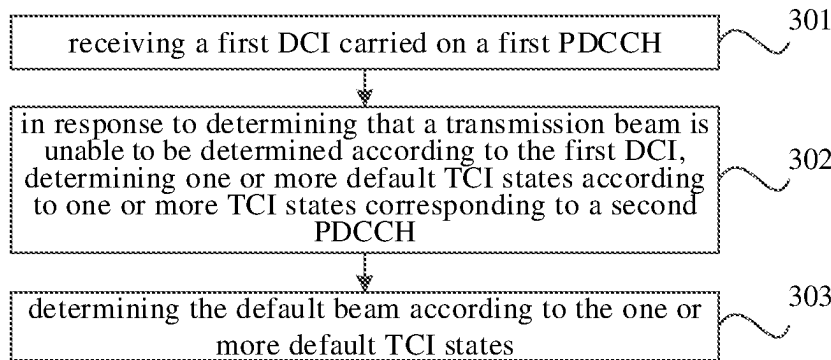 receiving a first DCI carried on a first PDCCH
301
in response to determining that a transmission beam is
unable to be determined according to the first DCI,
determining one or more default TCI states according
to one or more TCI states corresponding to a second
PDCCH
302
determining the default beam according to the one or
more default TCI states
303